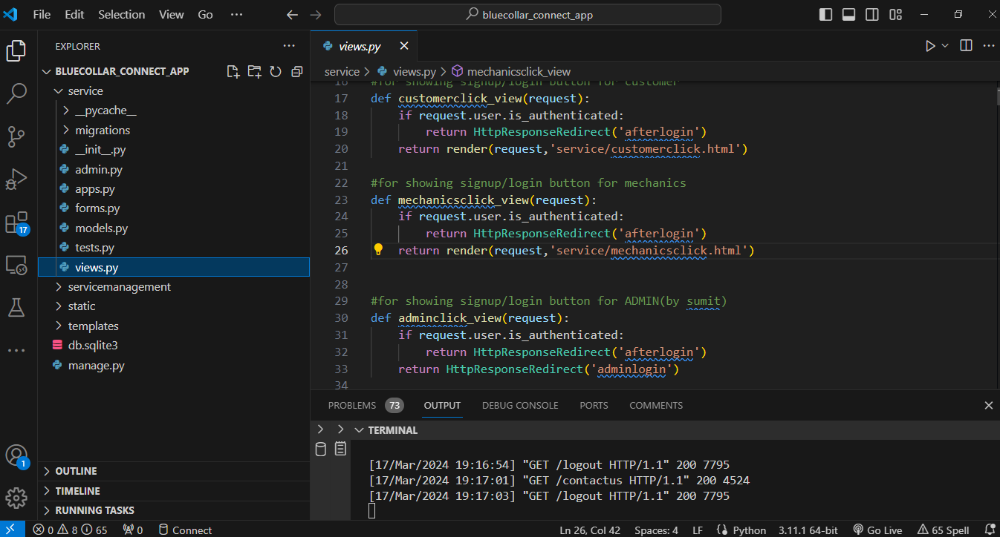 File Edit Selection View Go ··· bluecollar_connect_app
EXPLORER ···
BLUECOLLAR_CONNECT_APP
service
__pycache__
migrations
__init__.py
admin.py
apps.py
forms.py
models.py
tests.py
views.py
servicemanagement
static
templates
db.sqlite3
manage.py
17
1
OUTLINE
TIMELINE
RUNNING TASKS
views.py
service > views.py > mechanicsclick_view
16 #for showing signup/login button for customer
17 def customerclick_view(request):
18 if request.user.is_authenticated:
19 return HttpResponseRedirect('afterlogin')
20 return render(request,'service/customerclick.html')
21
22 #for showing signup/login button for mechanics
23 def mechanicsclick_view(request):
24 if request.user.is_authenticated:
25 return HttpResponseRedirect('afterlogin')
26 return render(request,'service/mechanicsclick.html')
27
28
29 #for showing signup/login button for ADMIN(by sumit)
30 def adminclick_view(request):
31 if request.user.is_authenticated:
32 return HttpResponseRedirect('afterlogin')
33 return HttpResponseRedirect('adminlogin')
34
PROBLEMS 73 OUTPUT DEBUG CONSOLE PORTS COMMENTS
TERMINAL
[17/Mar/2024 19:16:54] "GET /logout HTTP/1.1" 200 7795
[17/Mar/2024 19:17:01] "GET /contactus HTTP/1.1" 200 4524
[17/Mar/2024 19:17:03] "GET /logout HTTP/1.1" 200 7795
0 8 65 0 Connect Ln 26, Col 42 Spaces: 4 LF {} Python 3.11.1 64-bit Go Live 65 Spell